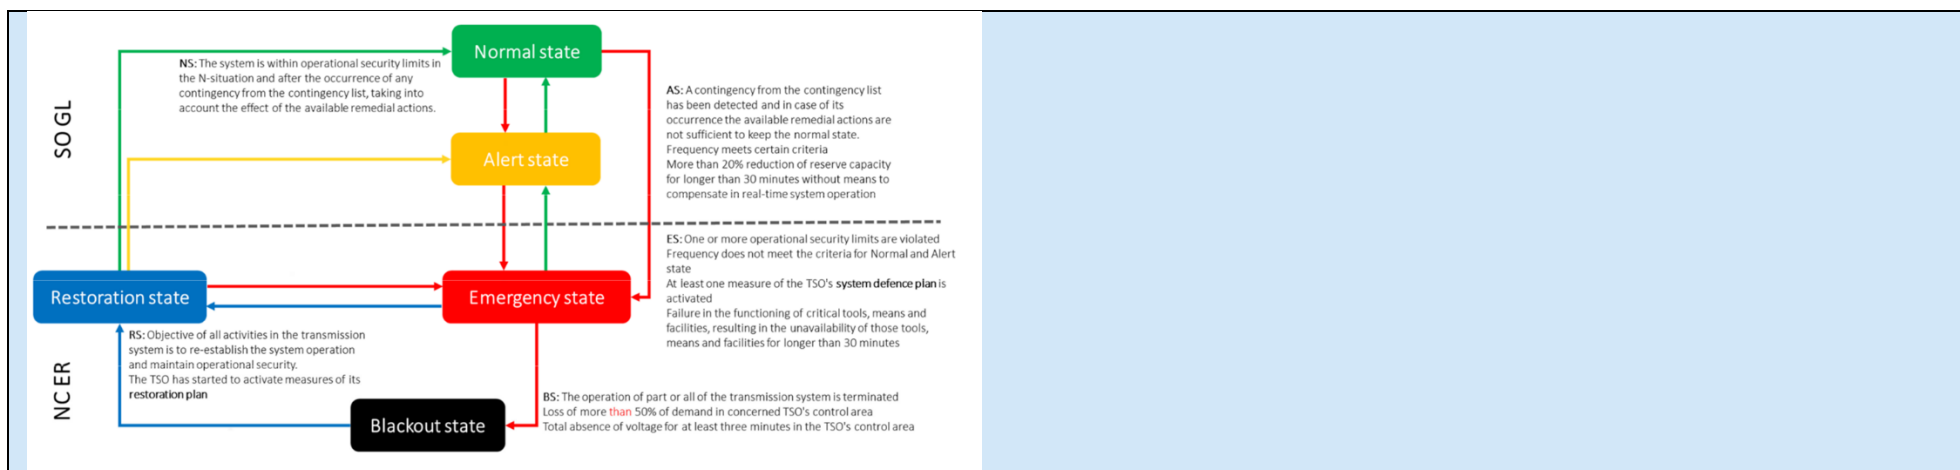 Normal state
NS: The system is within operational security limits in
the N-situation and after the occurrence of any
contingency from the contingency list, taking into
account the effect of the available remedial actions.
SO GL
AS: A contingency from the contingency list
has been detected and in case of its
occurrence the available remedial actions are
not sufficient to keep the normal state.
Frequency meets certain criteria
More than 20% reduction of reserve capacity
for longer than 30 minutes without means to
compensate in real-time system operation
Alert state
ES: One or more operational security limits are violated
Frequency does not meet the criteria for Normal and Alert
state
At least one measure of the TSO's system defence plan is
activated
Failure in the functioning of critical tools, means and
facilities, resulting in the unavailability of those tools,
means and facilities for longer than 30 minutes
Restoration state
Emergency state
RS: Objective of all activities in the transmission
system is to re-establish the system operation
and maintain operational security.
The TSO has started to activate measures of its
restoration plan
NC ER
BS: The operation of part or all of the transmission system is terminated
Loss of more than 50% of demand in concerned TSO's control area
Total absence of voltage for at least three minutes in the TSO's control area
Blackout state